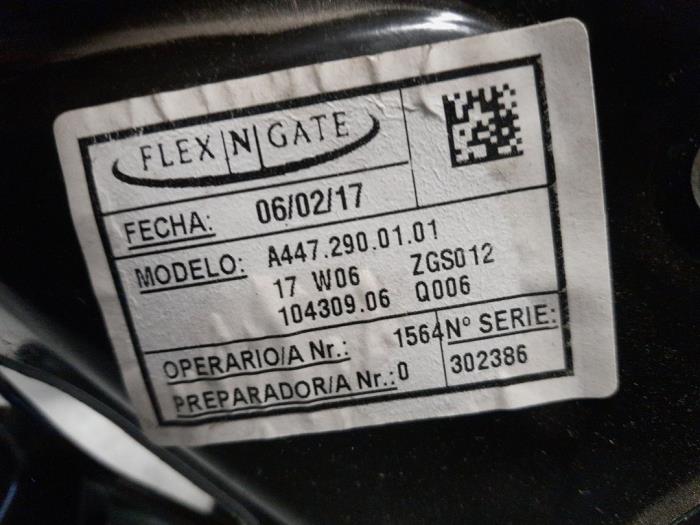 FLEX|N|GATE
FECHA: 06/02/17
MODELO: A447.290.01.01
17 W06 ZGS012
104309.06 Q006
OPERARIO/A Nr.: 1564
PREPARADOR/A Nr.: 0
Nº SERIE:
302386